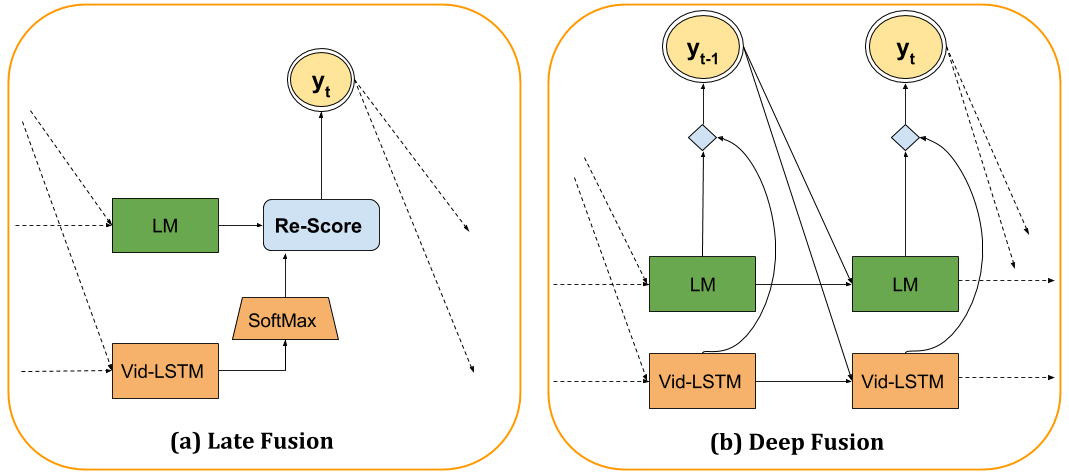 y_t
LM
Re-Score
SoftMax
Vid-LSTM
(a) Late Fusion
y_t-1
y_t
LM
LM
Vid-LSTM
Vid-LSTM
(b) Deep Fusion